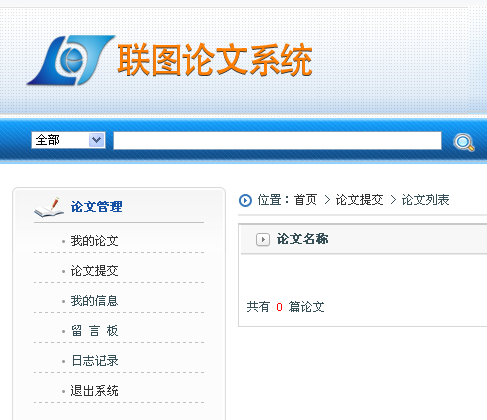 联图论文系统
全部
论文管理
我的论文
论文提交
我的信息
留 言 板
日志记录
退出系统
位置：首页 > 论文提交 > 论文列表
论文名称
共有 0 篇论文